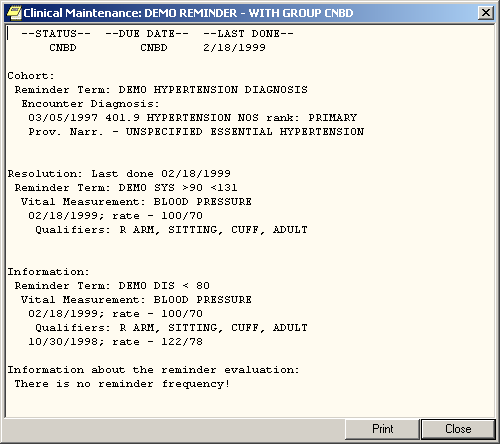 Clinical Maintenance: DEMO REMINDER - WITH GROUP CNBD
--STATUS-- --DUE DATE-- --LAST DONE--
CNBD CNBD 2/18/1999
Cohort:
Reminder Term: DEMO HYPERTENSION DIAGNOSIS
Encounter Diagnosis:
03/05/1997 401.9 HYPERTENSION NOS rank: PRIMARY
Prov. Narr. - UNSPECIFIED ESSENTIAL HYPERTENSION
Resolution: Last done 02/18/1999
Reminder Term: DEMO SYS >90 <131
Vital Measurement: BLOOD PRESSURE
02/18/1999; rate - 100/70
Qualifiers: R ARM, SITTING, CUFF, ADULT
Information:
Reminder Term: DEMO DIS < 80
Vital Measurement: BLOOD PRESSURE
02/18/1999; rate - 100/70
Qualifiers: R ARM, SITTING, CUFF, ADULT
10/30/1998; rate - 122/78
Information about the reminder evaluation:
There is no reminder frequency!
Print Close